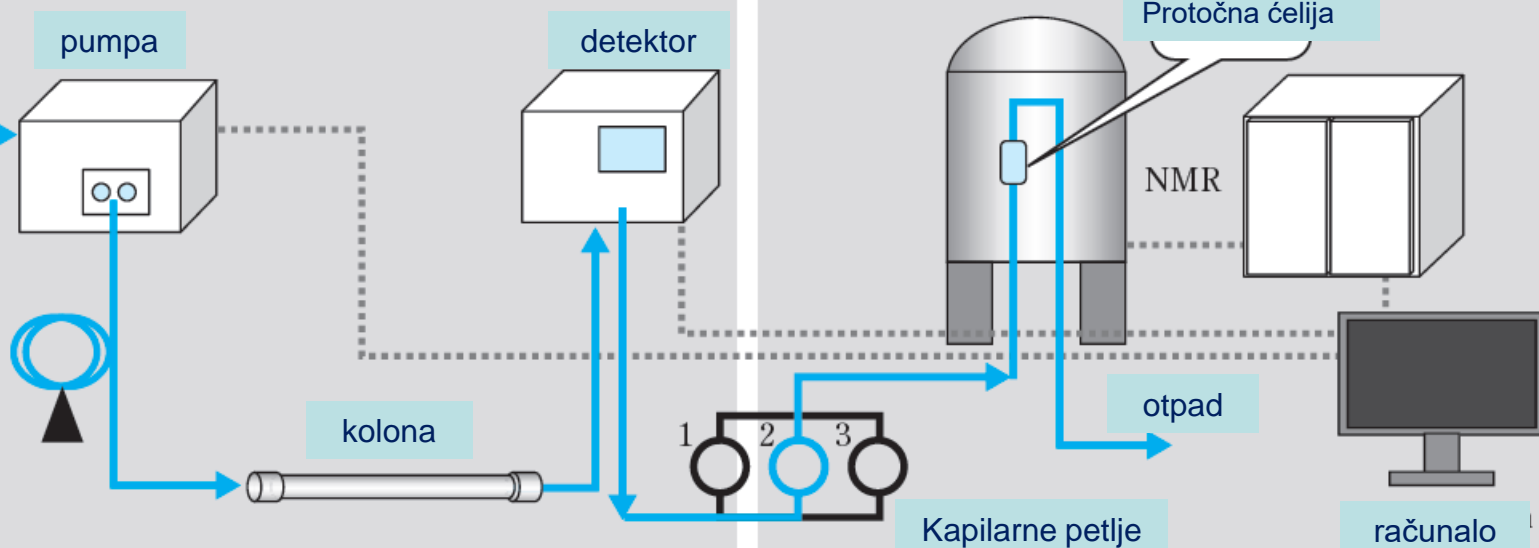 Protočna ćelija
pumpa
detektor
NMR
otpad
kolona
1
2
3
Kapilarne petlje
računalo